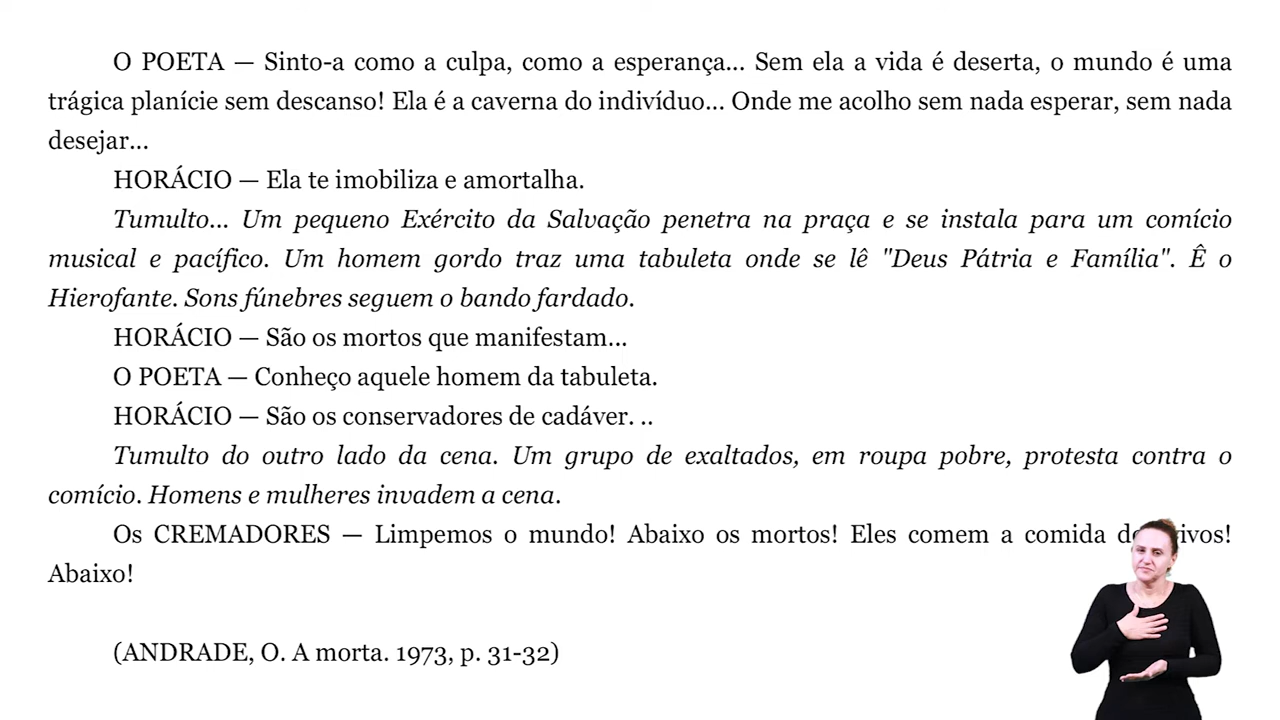 O POETA — Sinto-a como a culpa, como a esperança... Sem ela a vida é deserta, o mundo é uma
trágica planície sem descanso! Ela é a caverna do indivíduo... Onde me acolho sem nada esperar, sem nada
desejar...
HORÁCIO — Ela te imobiliza e amortalha.
Tumulto... Um pequeno Exército da Salvação penetra na praça e se instala para um comício
musical e pacífico. Um homem gordo traz uma tabuleta onde se lê "Deus Pátria e Família". Ê o
Hierofante. Sons fúnebres seguem o bando fardado.
HORÁCIO — São os mortos que manifestam...
O POETA — Conheço aquele homem da tabuleta.
HORÁCIO — São os conservadores de cadáver. ..
Tumulto do outro lado da cena. Um grupo de exaltados, em roupa pobre, protesta contra o
comício. Homens e mulheres invadem a cena.
Os CREMADORES — Limpemos o mundo! Abaixo os mortos! Eles comem a comida
Abaixo!
(ANDRADE, O. A morta. 1973, p. 31-32)